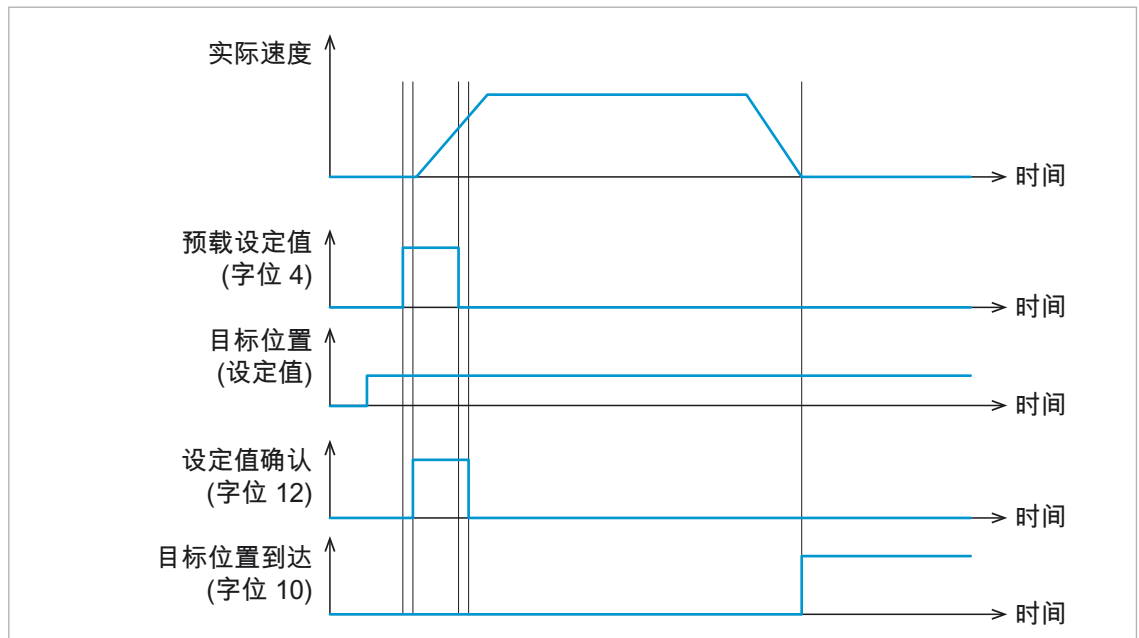 实际速度
时间
预载设定值
(字位 4)
时间
目标位置
(设定值)
时间
设定值确认
(字位 12)
时间
目标位置到达
(字位 10)
时间